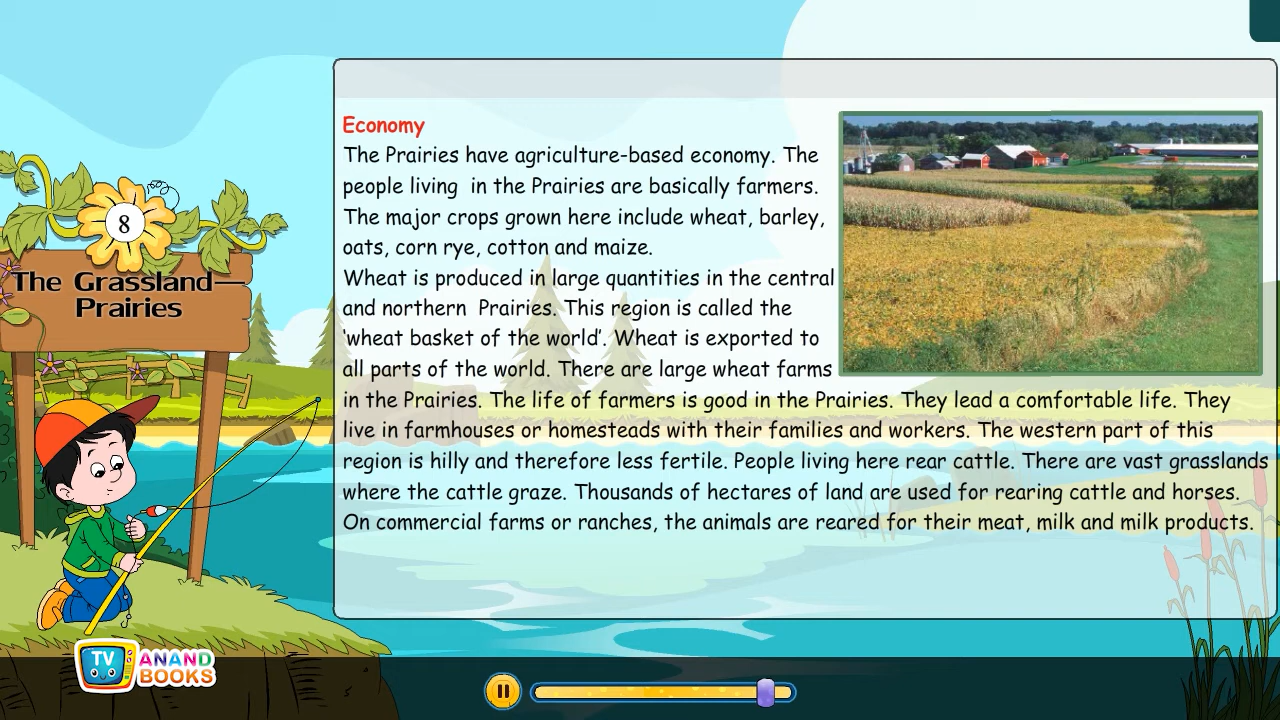 Economy
The Prairies have agriculture-based economy. The
people living in the Prairies are basically farmers.
The major crops grown here include wheat, barley,
oats, corn rye, cotton and maize.
Wheat is produced in large quantities in the central
and northern Prairies. This region is called the
'wheat basket of the world'. Wheat is exported to
all parts of the world. There are large wheat farms
in the Prairies. The life of farmers is good in the Prairies. They lead a comfortable life. They
live in farmhouses or homesteads with their families and workers. The western part of this
region is hilly and therefore less fertile. People living here rear cattle. There are vast grasslands
where the cattle graze. Thousands of hectares of land are used for rearing cattle and horses.
On commercial farms or ranches, the animals are reared for their meat, milk and milk products.
8
The Grassland—
Prairies
TV
ANAND
BOOKS